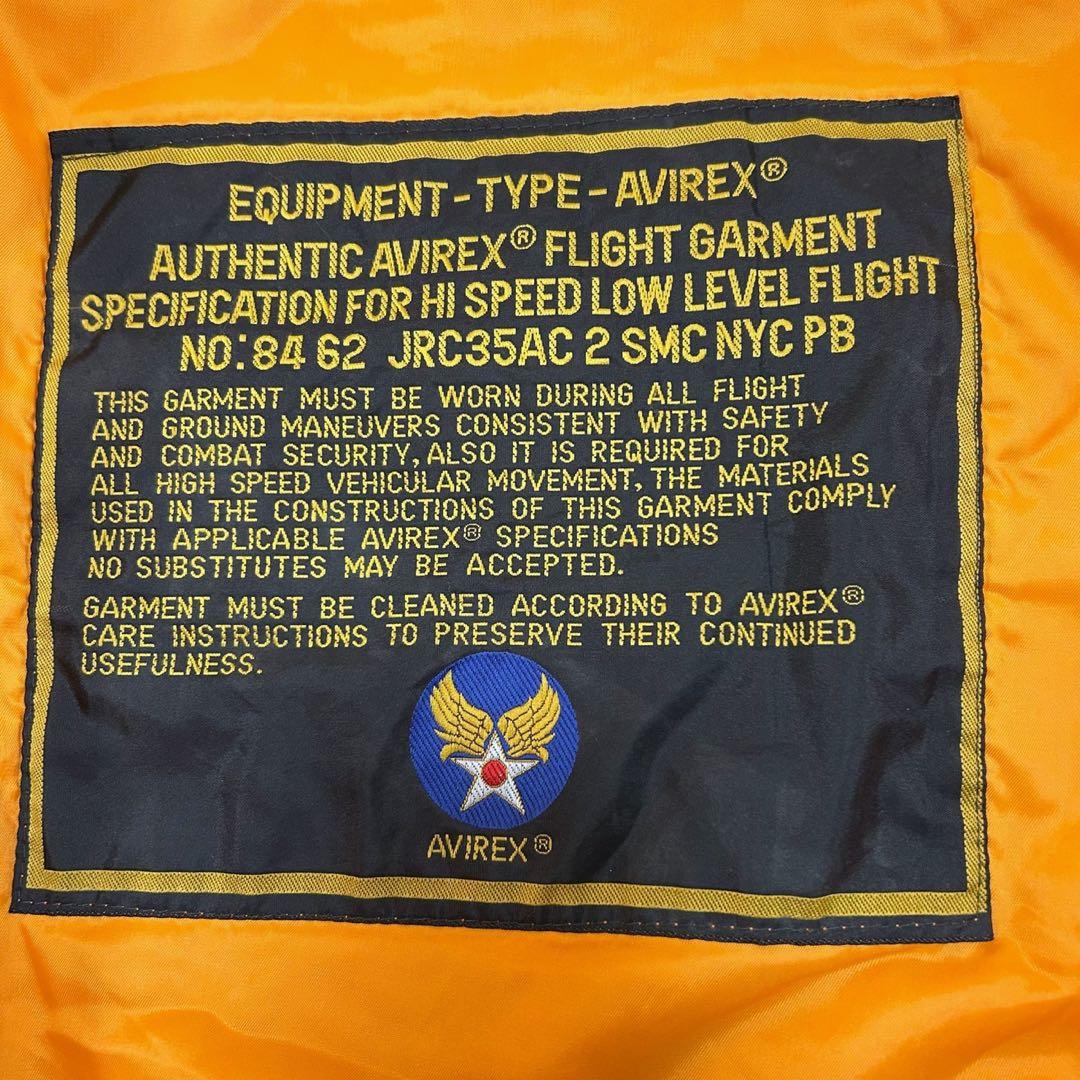 EQUIPMENT-TYPE-AVIREX®
AUTHENTIC AVIREX® FLIGHT GARMENT
SPECIFICATION FOR HI SPEED LOW LEVEL FLIGHT
NO.:84 62 JRC35AC 2 SMC NYC PB
THIS GARMENT MUST BE WORN DURING ALL FLIGHT
AND GROUND MANEUVERS CONSISTENT WITH SAFETY
AND COMBAT SECURITY, ALSO IT IS REQUIRED FOR
ALL HIGH SPEED VEHICULAR MOVEMENT, THE MATERIALS
USED IN THE CONSTRUCTIONS OF THIS GARMENT COMPLY
WITH APPLICABLE AVIREX® SPECIFICATIONS
NO SUBSTITUTES MAY BE ACCEPTED.
GARMENT MUST BE CLEANED ACCORDING TO AVIREX®
CARE INSTRUCTIONS TO PRESERVE THEIR CONTINUED
USEFULNESS.
AVIREX®